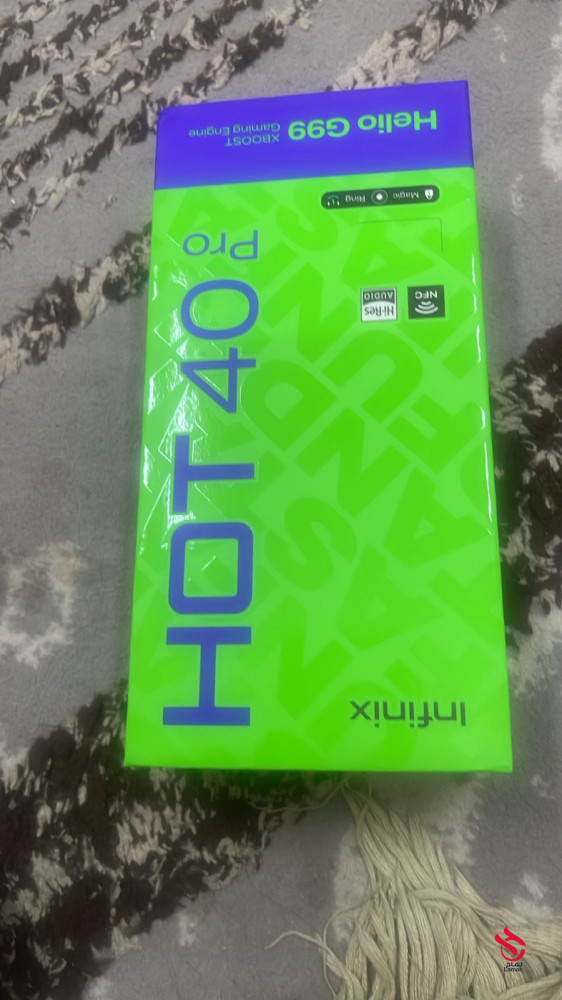 Infinix
HOT 40 Pro
NFC
Hi-Res
AUDIO
Magic Ring
Helio G99
XBOOST
Gaming Engine